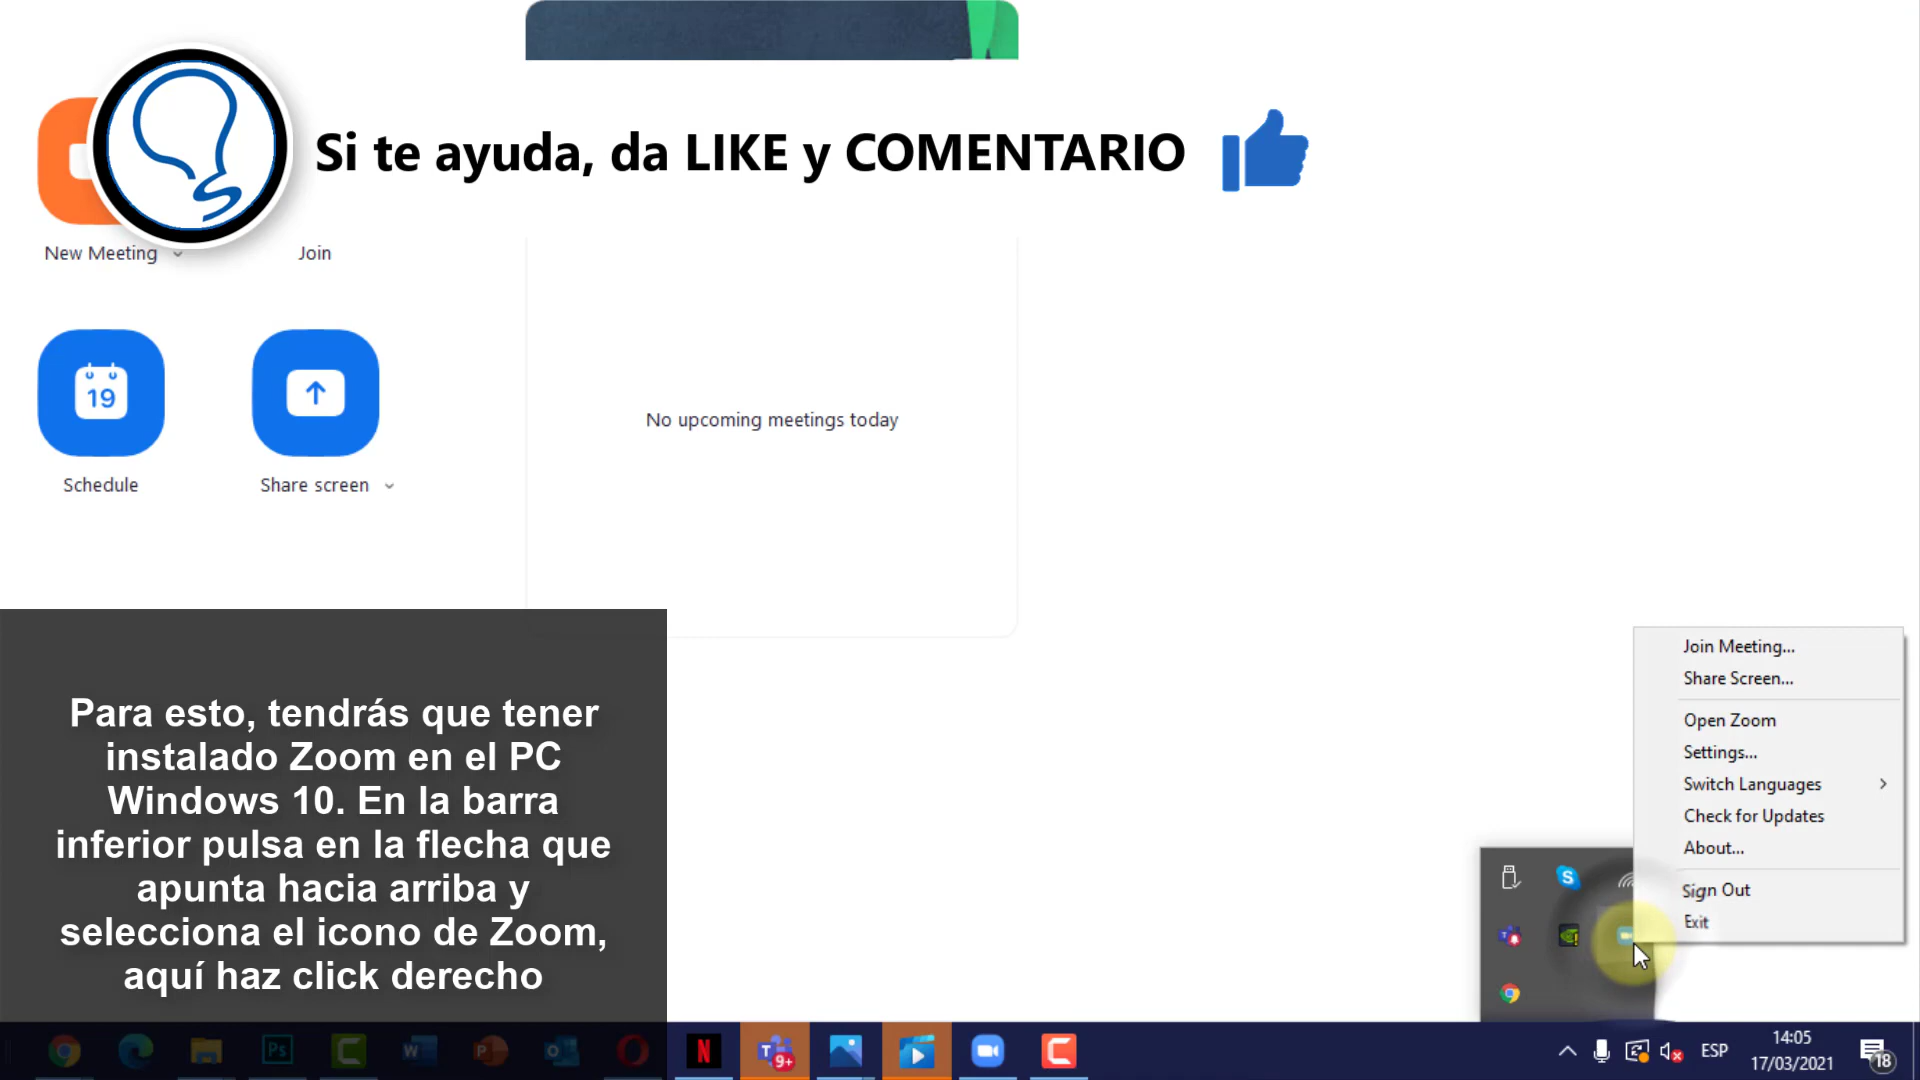 Si te ayuda, da LIKE y COMENTARIO
New Meeting
Join
19
Schedule
Share screen
No upcoming meetings today
Para esto, tendrás que tener
instalado Zoom en el PC
Windows 10. En la barra
inferior pulsa en la flecha que
apunta hacia arriba y
selecciona el icono de Zoom,
aquí haz click derecho
Join Meeting...
Share Screen...
Open Zoom
Settings...
Switch Languages
Check for Updates
About...
Sign Out
Exit
Ps
W
P
N
T
9+
ESP
14:05
17/03/2021
18